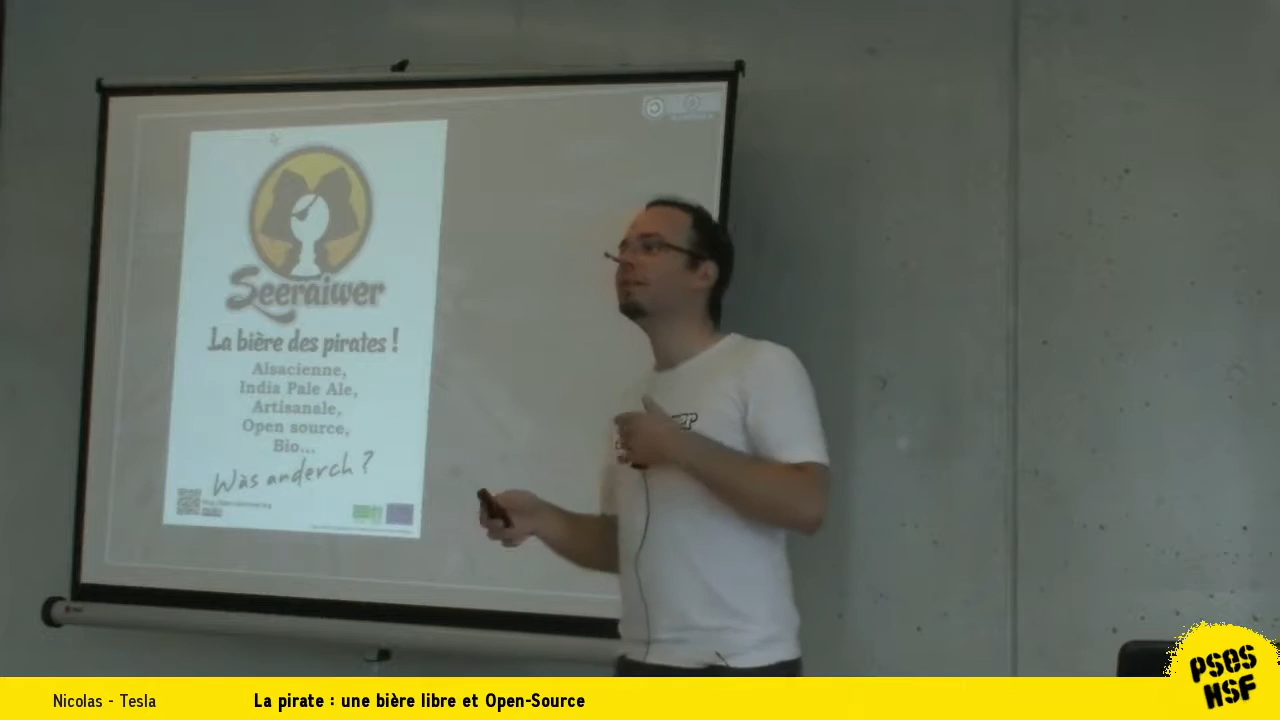 Seeraiwer
La bière des pirates !
Alsacienne,
India Pale Ale,
Artisanale,
Open source,
Bio...
Was anderch ?
Nicolas - Tesla
La pirate : une bière libre et Open-Source
PSES
HSF